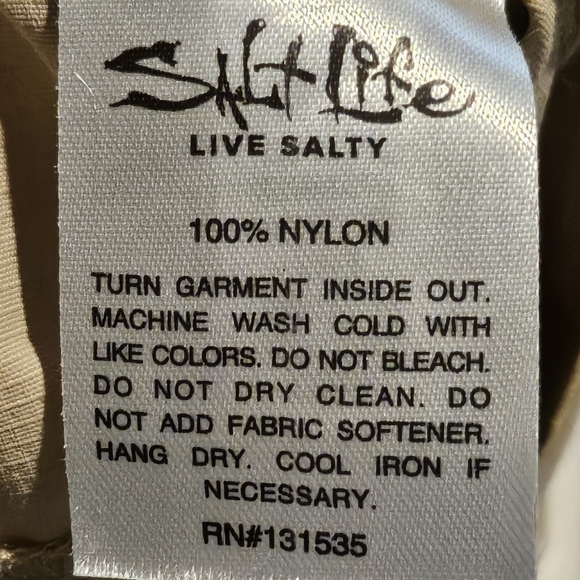 Salt Life
LIVE SALTY
100% NYLON
TURN GARMENT INSIDE OUT.
MACHINE WASH COLD WITH
LIKE COLORS. DO NOT BLEACH.
DO NOT DRY CLEAN. DO
NOT ADD FABRIC SOFTENER.
HANG DRY. COOL IRON IF
NECESSARY.
RN#131535